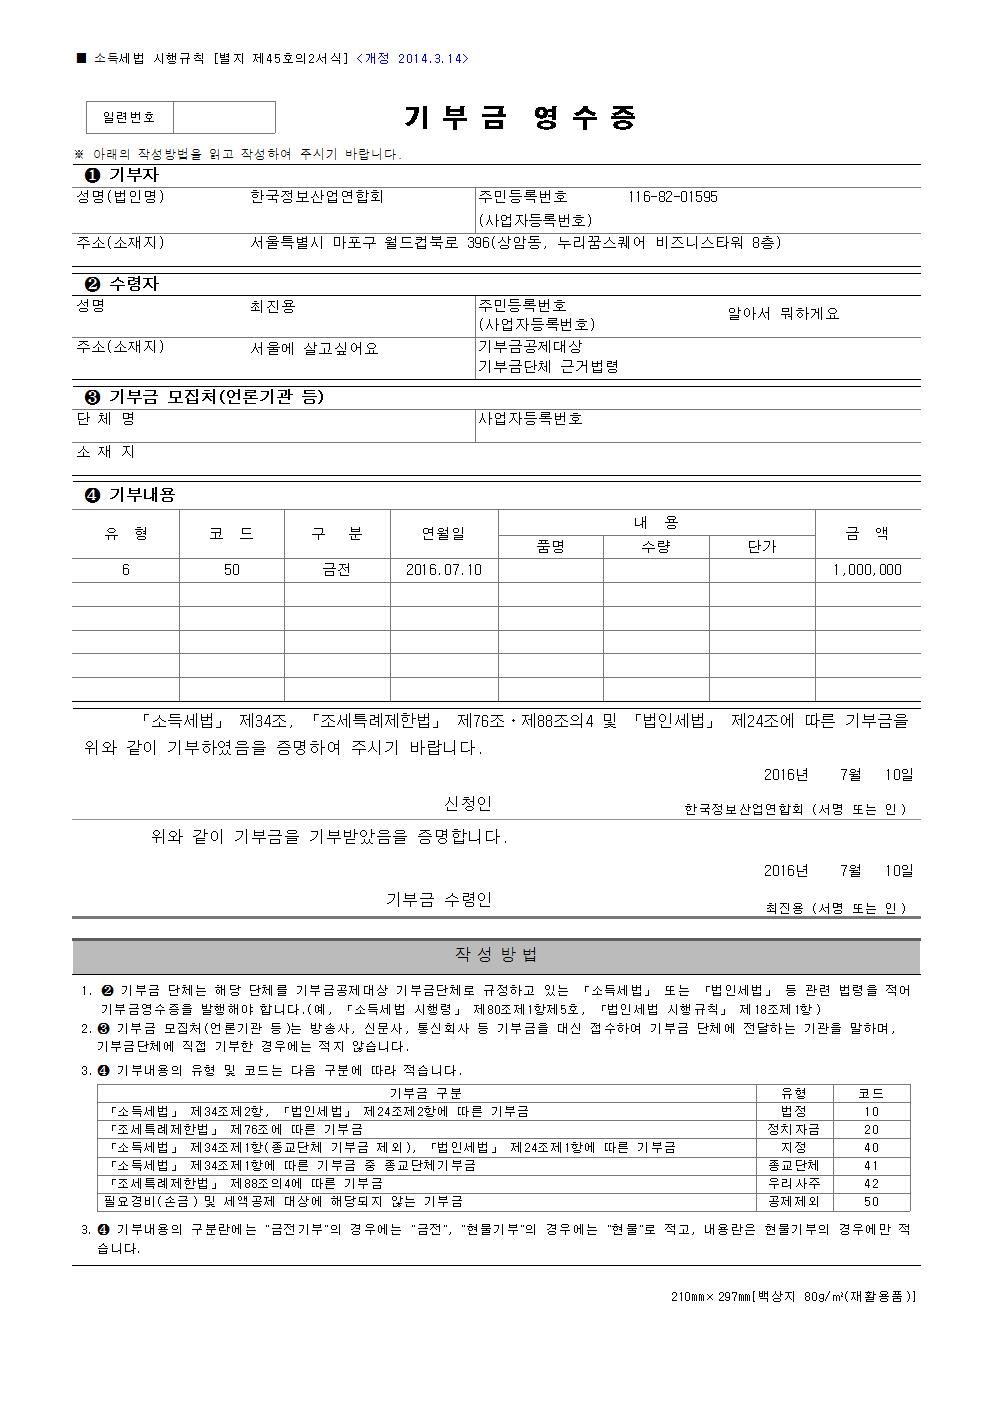 ■ 소득세법 시행규칙 [별지 제45호의2서식] <개정 2014.3.14>
일련번호
기 부 금 영 수 증
※ 아래의 작성방법을 읽고 작성하여 주시기 바랍니다.
❶ 기부자
성명(법인명) 한국정보산업연합회 주민등록번호 116-82-01595
(사업자등록번호)
주소(소재지) 서울특별시 마포구 월드컵북로 396(상암동, 누리꿈스퀘어 비즈니스타워 8층)
❷ 수령자
성명 최진용 주민등록번호
(사업자등록번호) 알아서 뭐하게요
주소(소재지) 서울에 살고싶어요 기부금공제대상
기부금단체 근거법령
❸ 기부금 모집처(언론기관 등)
단 체 명 사업자등록번호
소 재 지
❹ 기부내용
유 형 코 드 구 분 연월일 내 용 금 액
품명 수량 단가
6 50 금전 2016.07.10 1,000,000
「소득세법」 제34조, 「조세특례제한법」 제76조·제88조의4 및 「법인세법」 제24조에 따른 기부금을
위와 같이 기부하였음을 증명하여 주시기 바랍니다.
2016년 7월 10일
신청인 한국정보산업연합회 (서명 또는 인)
위와 같이 기부금을 기부받았음을 증명합니다.
2016년 7월 10일
기부금 수령인 최진용 (서명 또는 인)
작 성 방 법
1. ❷ 기부금 단체는 해당 단체를 기부금공제대상 기부금단체로 규정하고 있는 「소득세법」 또는 「법인세법」 등 관련 법령을 적어
기부금영수증을 발행해야 합니다.(예, 「소득세법 시행령」 제80조제1항제5호, 「법인세법 시행규칙」 제18조제1항)
2. ❸ 기부금 모집처(언론기관 등)는 방송사, 신문사, 통신회사 등 기부금을 대신 접수하여 기부금 단체에 전달하는 기관을 말하며,
기부금단체에 직접 기부한 경우에는 적지 않습니다.
3. ❹ 기부내용의 유형 및 코드는 다음 구분에 따라 적습니다.
기부금 구분 유형 코드
「소득세법」 제34조제2항, 「법인세법」 제24조제2항에 따른 기부금 법정 10
「조세특례제한법」 제76조에 따른 기부금 정치자금 20
「소득세법」 제34조제1항(종교단체 기부금 제외), 「법인세법」 제24조제1항에 따른 기부금 지정 40
「소득세법」 제34조제1항에 따른 기부금 중 종교단체기부금 종교단체 41
「조세특례제한법」 제88조의4에 따른 기부금 우리사주 42
필요경비(손금)및 세액공제 대상에 해당되지 않는 기부금 공제제외 50
3. ❹ 기부내용의 구분란에는 "금전기부"의 경우에는 "금전", "현물기부"의 경우에는 "현물"로 적고, 내용란은 현물기부의 경우에만 적
습니다.
210㎜×297㎜[백상지 80g/㎡(재활용품)]